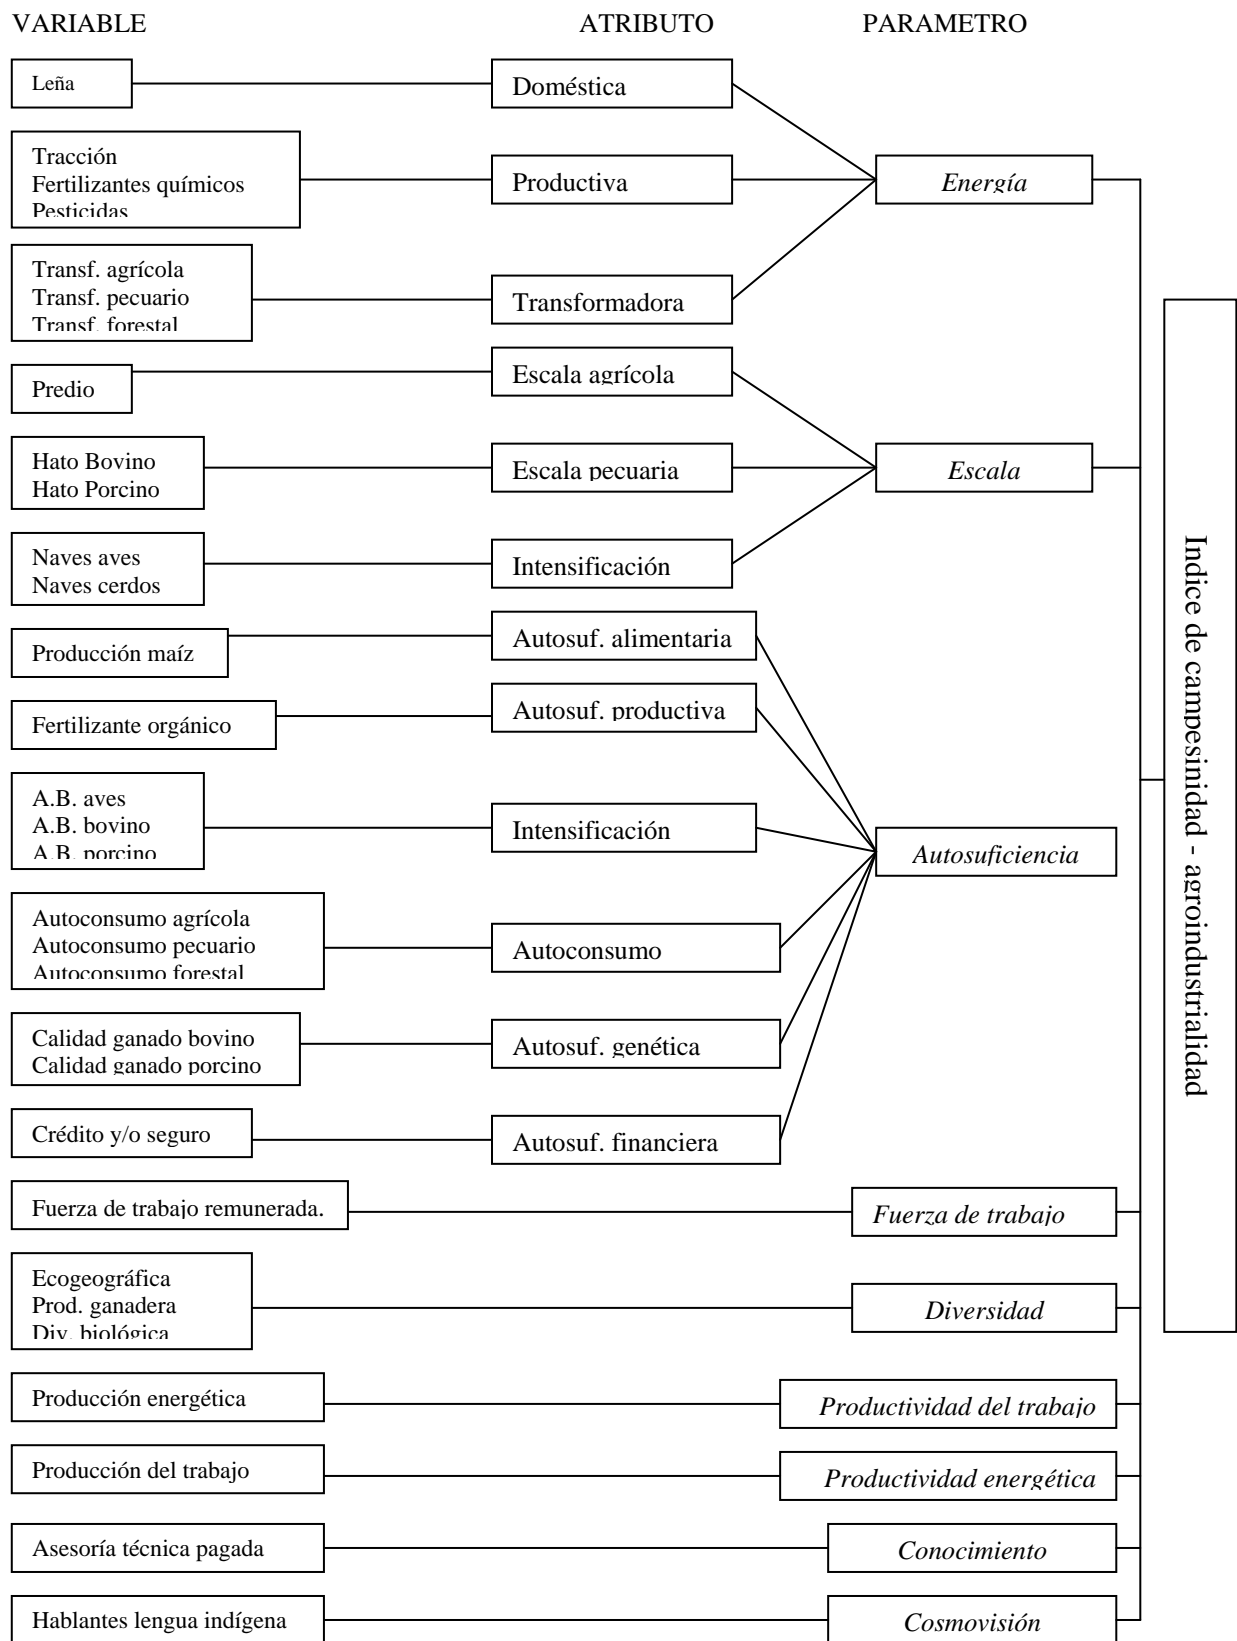 VARIABLE ATRIBUTO PARAMETRO
Leña
Doméstica
Tracción
Fertilizantes químicos
Pesticidas
Productiva
Energía
Transf. agrícola
Transf. pecuario
Transf. forestal
Transformadora
Predio
Escala agrícola
Hato Bovino
Hato Porcino
Escala pecuaria
Escala
Naves aves
Naves cerdos
Intensificación
Producción maíz
Autosuf. alimentaria
Fertilizante orgánico
Autosuf. productiva
A.B. aves
A.B. bovino
A.B. porcino
Intensificación
Autosuficiencia
Autoconsumo agrícola
Autoconsumo pecuario
Autoconsumo forestal
Autoconsumo
Calidad ganado bovino
Calidad ganado porcino
Autosuf. genética
Crédito y/o seguro
Autosuf. financiera
Fuerza de trabajo remunerada.
Fuerza de trabajo
Ecogeográfica
Prod. ganadera
Div. biológica
Diversidad
Producción energética
Productividad del trabajo
Producción del trabajo
Productividad energética
Asesoría técnica pagada
Conocimiento
Hablantes lengua indígena
Cosmovisión
Indice de campesinidad - agroindustrialidad